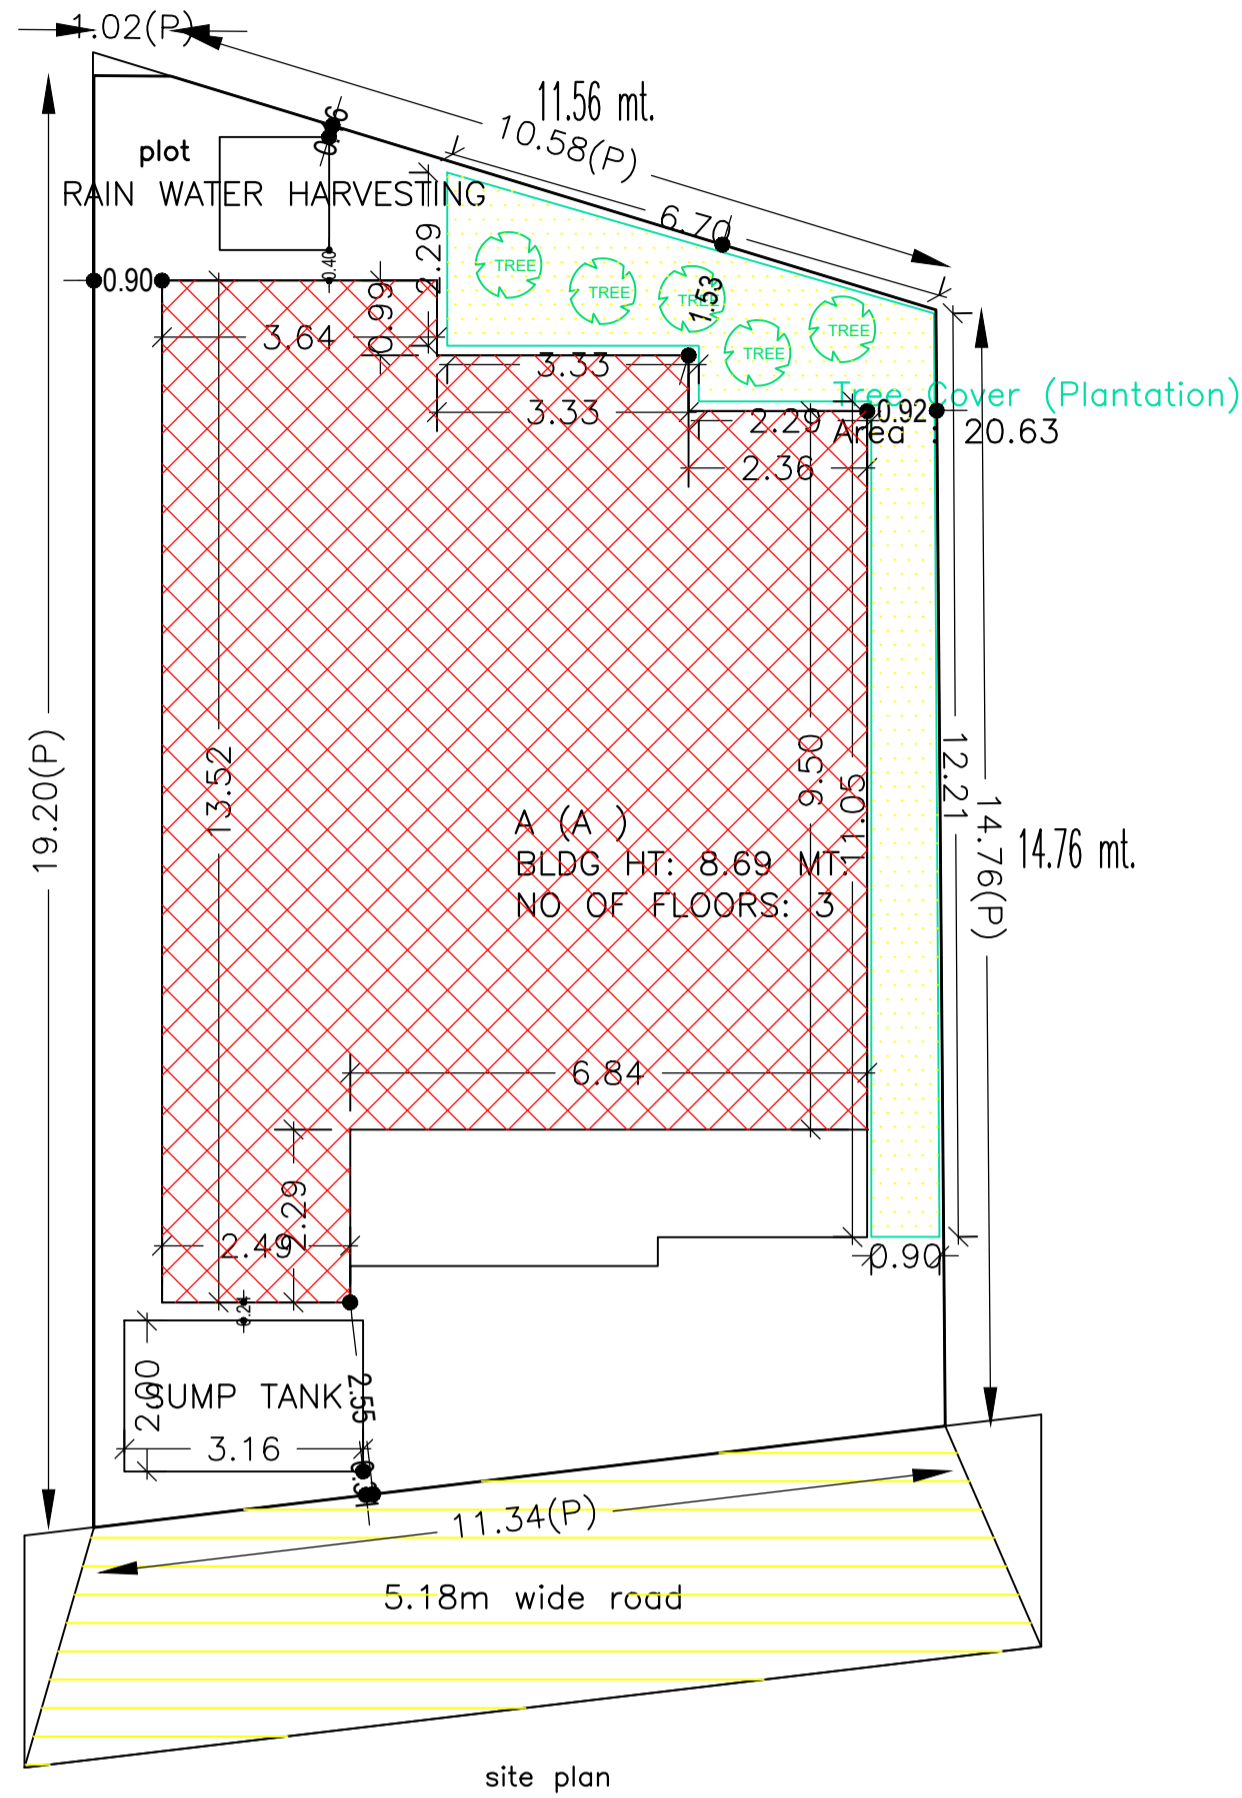 1.02(P)
11.56 mt.
10.58(P)
plot
RAIN WATER HARVESTING
6.70
2.29
TREE
TREE
TREE
TREE
TREE
1.53
0.40
0.90
0.99
3.64
3.33
3.33
Tree Cover (Plantation)
0.92
2.29
Area : 20.63
2.36
13.52
9.50
11.05
12.21
14.76(P)
14.76 mt.
19.20(P)
A (A )
BLDG HT: 8.69 MT.
NO OF FLOORS: 3
6.84
2.29
2.49
0.90
2.00
SUMP TANK
2.55
3.16
11.34(P)
5.18m wide road
site plan